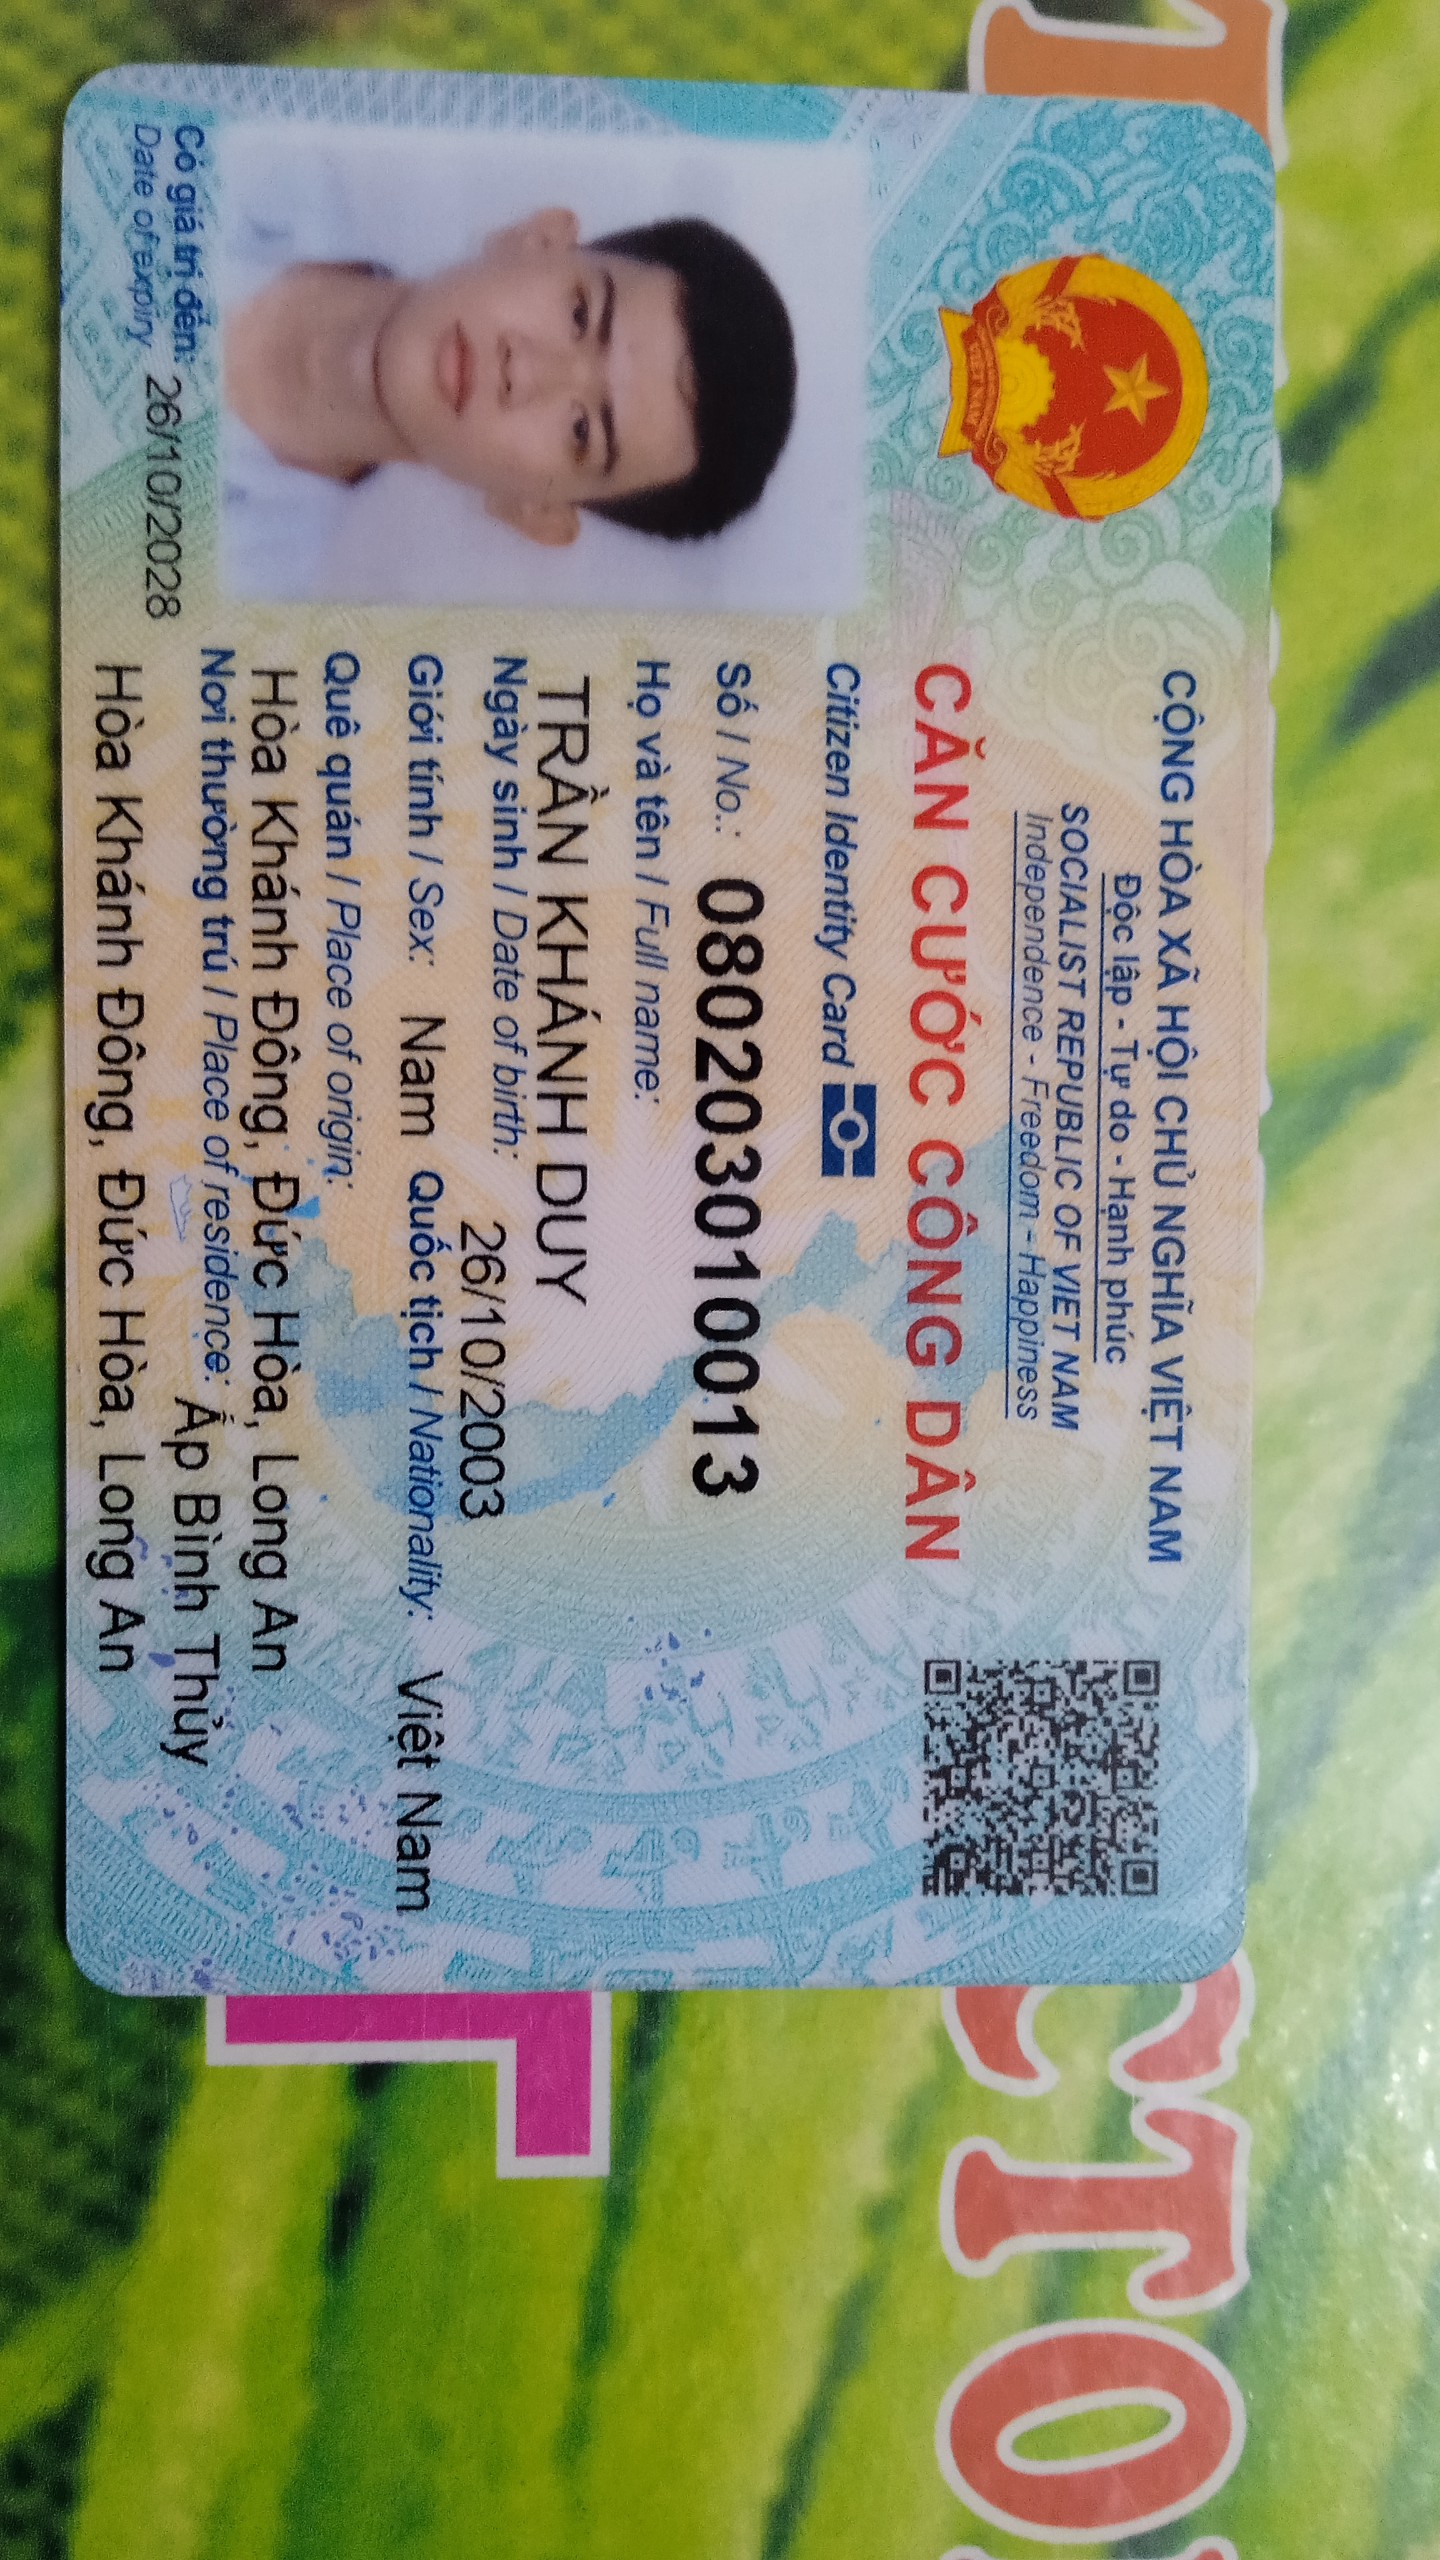 CỘNG HÒA XÃ HỘI CHỦ NGHĨA VIỆT NAM
Độc lập - Tự do - Hạnh phúc
SOCIALIST REPUBLIC OF VIET NAM
Independence - Freedom - Happiness
CĂN CƯỚC CÔNG DÂN
Citizen Identity Card
Số / No.: 080203010013
Họ và tên / Full name:
TRẦN KHÁNH DUY
Ngày sinh / Date of birth: 26/10/2003
Giới tính / Sex: Nam Quốc tịch / Nationality: Việt Nam
Quê quán / Place of origin:
Hòa Khánh Đông, Đức Hòa, Long An
Nơi thường trú / Place of residence: Ấp Bình Thủy
Hòa Khánh Đông, Đức Hòa, Long An
Có giá trị đến: 26/10/2028
Date of expiry